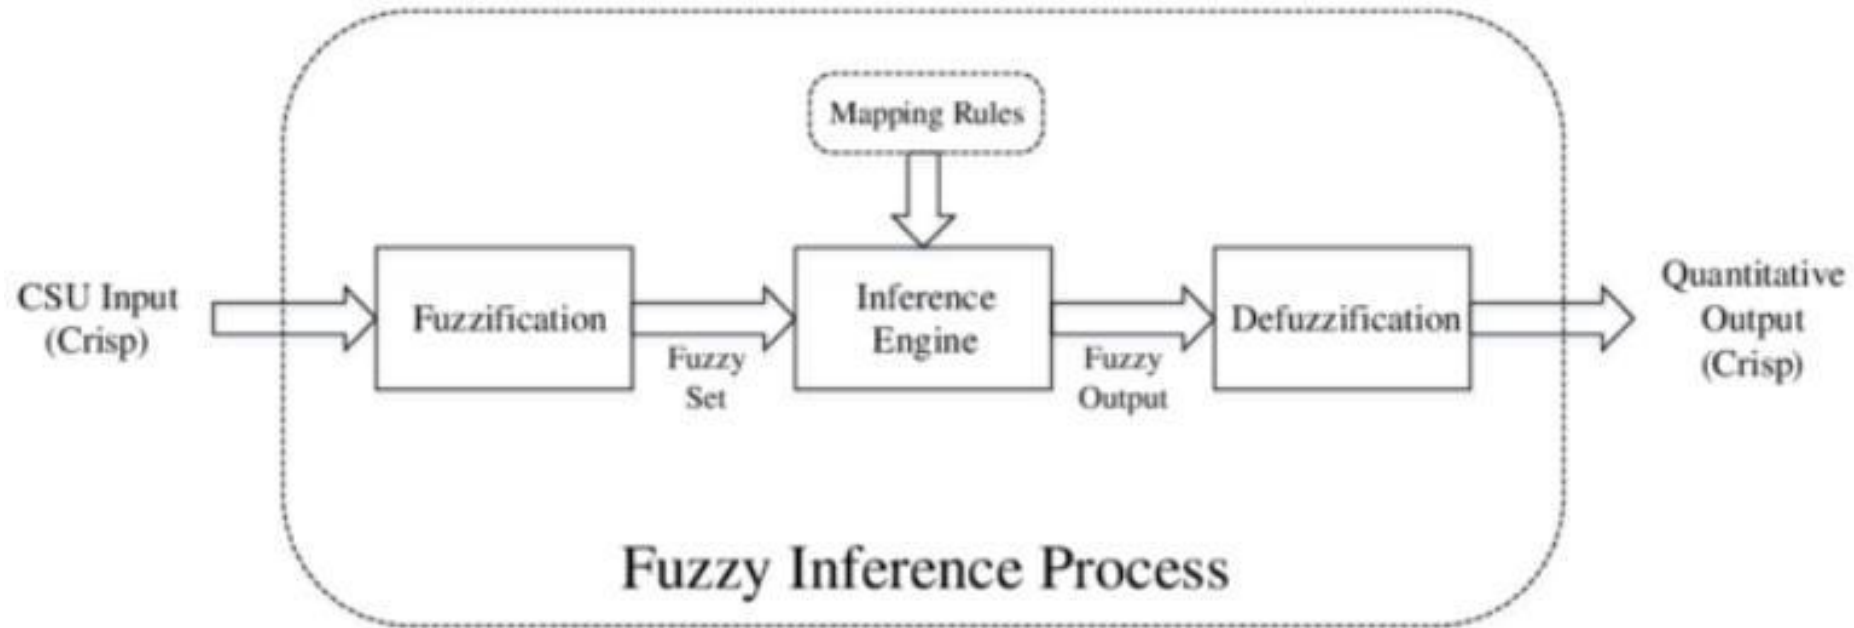 Mapping Rules
CSU Input
(Crisp)
Fuzzification
Fuzzy
Set
Inference
Engine
Fuzzy
Output
Defuzzification
Quantitative
Output
(Crisp)
Fuzzy Inference Process